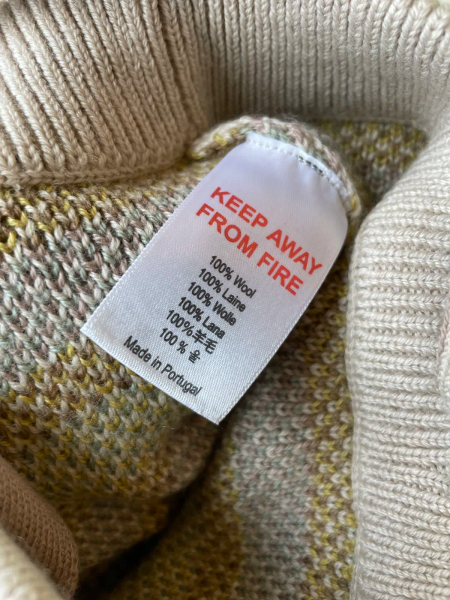 KEEP AWAY
FROM FIRE
100% Wool
100% Laine
100% Wolle
100% Lana
100%羊毛
100 % 울
Made in Portugal